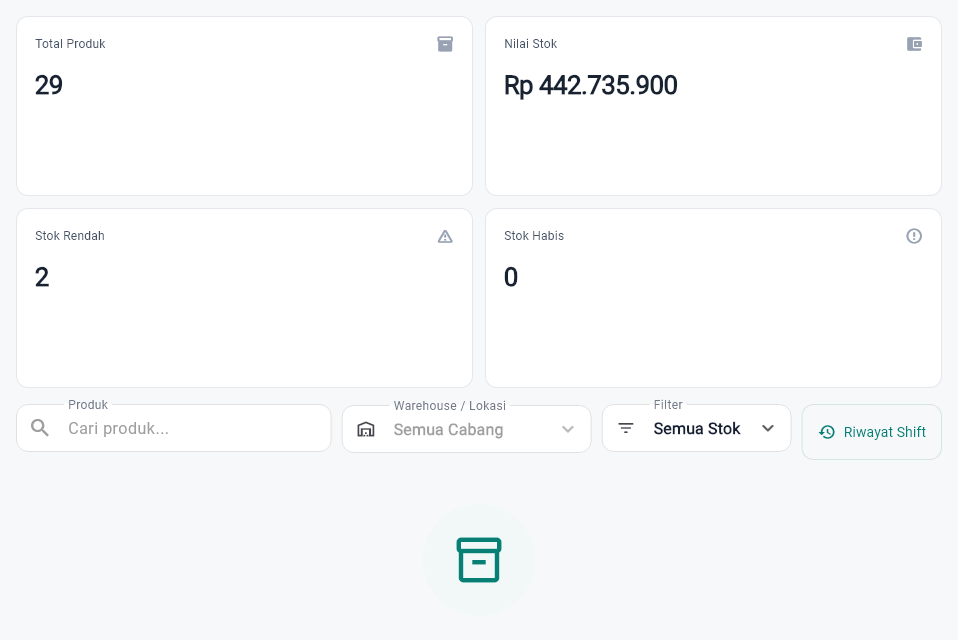 Total Produk
29
Nilai Stok
Rp 442.735.900
Stok Rendah
2
Stok Habis
0
Produk
Cari produk...
Warehouse / Lokasi
Semua Cabang
Filter
Semua Stok
Riwayat Shift